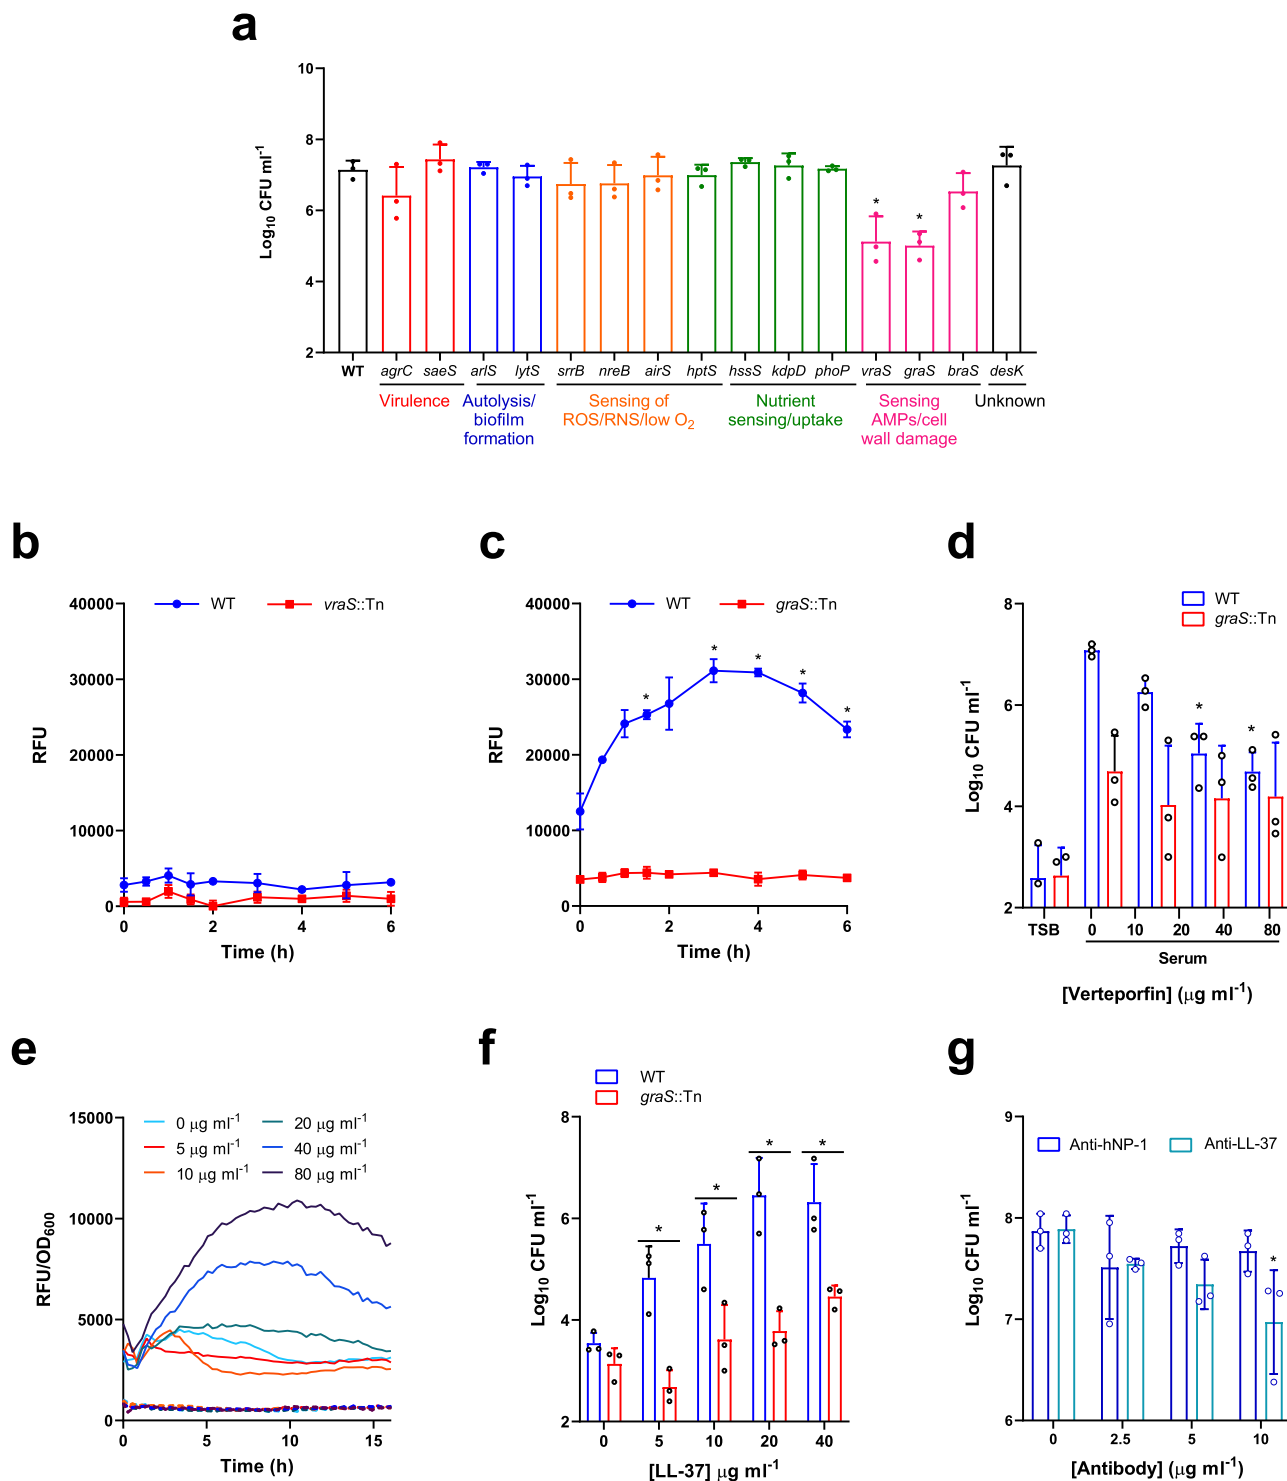 a
10
8
6
4
2
Log10 CFU ml-1
WT agrC saeS arlS lytS srrB nreB airS hptS hssS kdpD phoP vraS graS braS desK
* *
Virulence
Autolysis/
biofilm
formation
Sensing of
ROS/RNS/low O2
Nutrient
sensing/uptake
Sensing
AMPs/cell
wall damage
Unknown
b
WT vraS::Tn
40000
30000
20000
10000
0
RFU
0 2 4 6
Time (h)
c
WT graS::Tn
40000
30000
20000
10000
0
RFU
* * * * *
0 2 4 6
Time (h)
d
WT
graS::Tn
8
6
4
2
Log10 CFU ml-1
* *
TSB 0 10 20 40 80
Serum
[Verteporfin] (μg ml-1)
e
0 μg ml-1 20 μg ml-1
5 μg ml-1 40 μg ml-1
10 μg ml-1 80 μg ml-1
15000
10000
5000
0
RFU/OD600
0 5 10 15
Time (h)
f
WT
graS::Tn
8
6
4
2
Log10 CFU ml-1
* * * *
0 5 10 20 40
[LL-37] μg ml-1
g
Anti-hNP-1 Anti-LL-37
9
8
7
6
Log10 CFU ml-1
*
0 2.5 5 10
[Antibody] (μg ml-1)